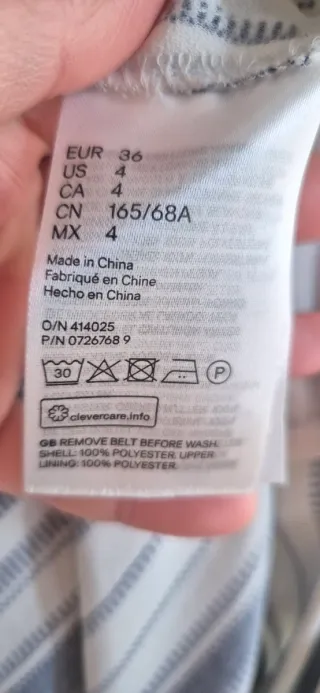 EUR 36
US 4
CA 4
CN 165/68A
MX 4
Made in China
Fabriqué en Chine
Hecho en China
O/N 414025
P/N 0726768 9
30 P
clevercare.info
GB REMOVE BELT BEFORE WASH.
SHELL: 100% POLYESTER. UPPER
LINING: 100% POLYESTER.